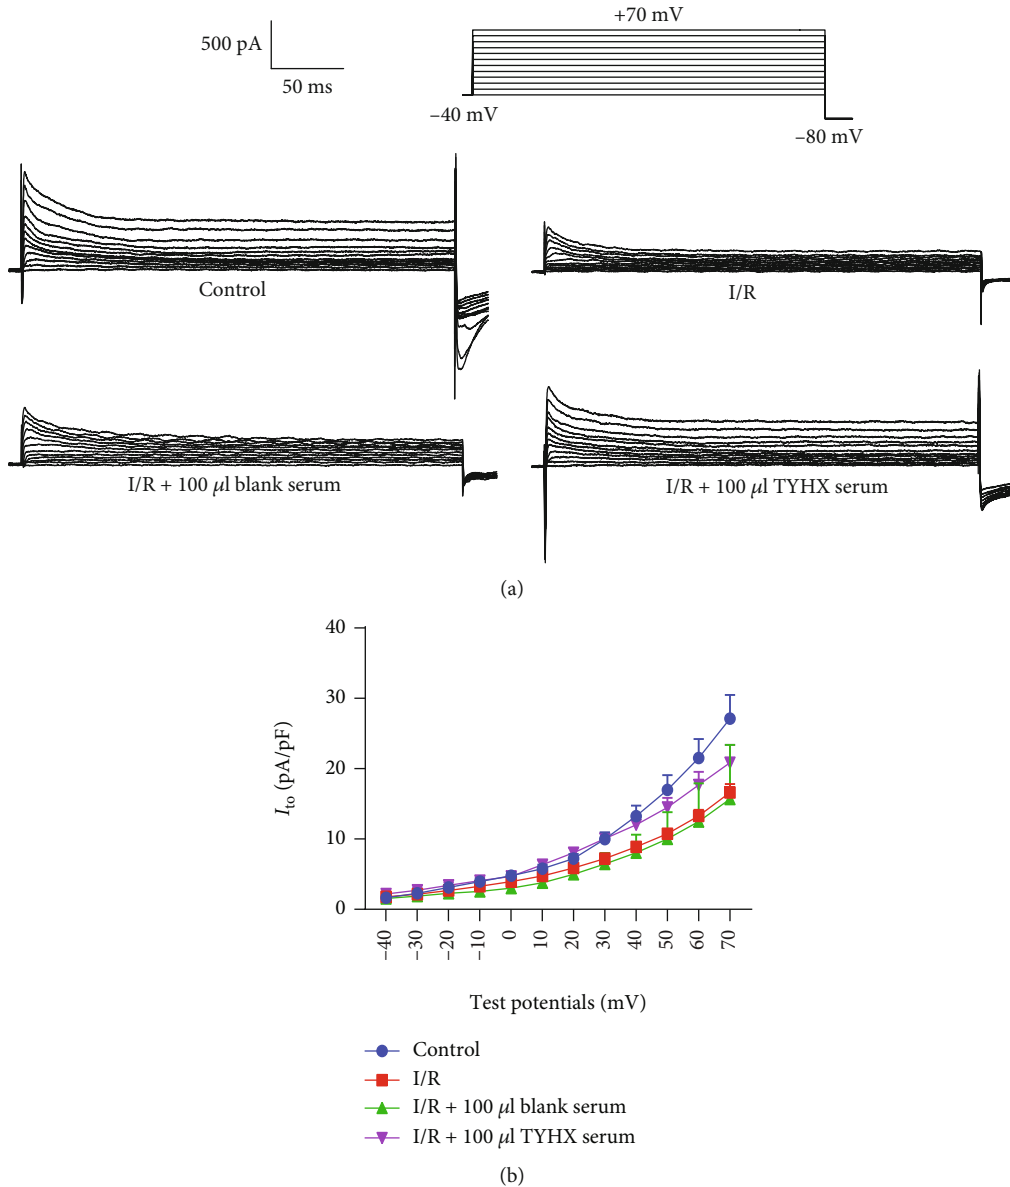 +70 mV
500 pA
50 ms
−40 mV
−80 mV
Control
I/R
I/R + 100 μl blank serum
I/R + 100 μl TYHX serum
(a)
40
30
20
10
0
Ito (pA/pF)
−40
−30
−20
−10
0
10
20
30
40
50
60
70
Test potentials (mV)
Control
I/R
I/R + 100 μl blank serum
I/R + 100 μl TYHX serum
(b)